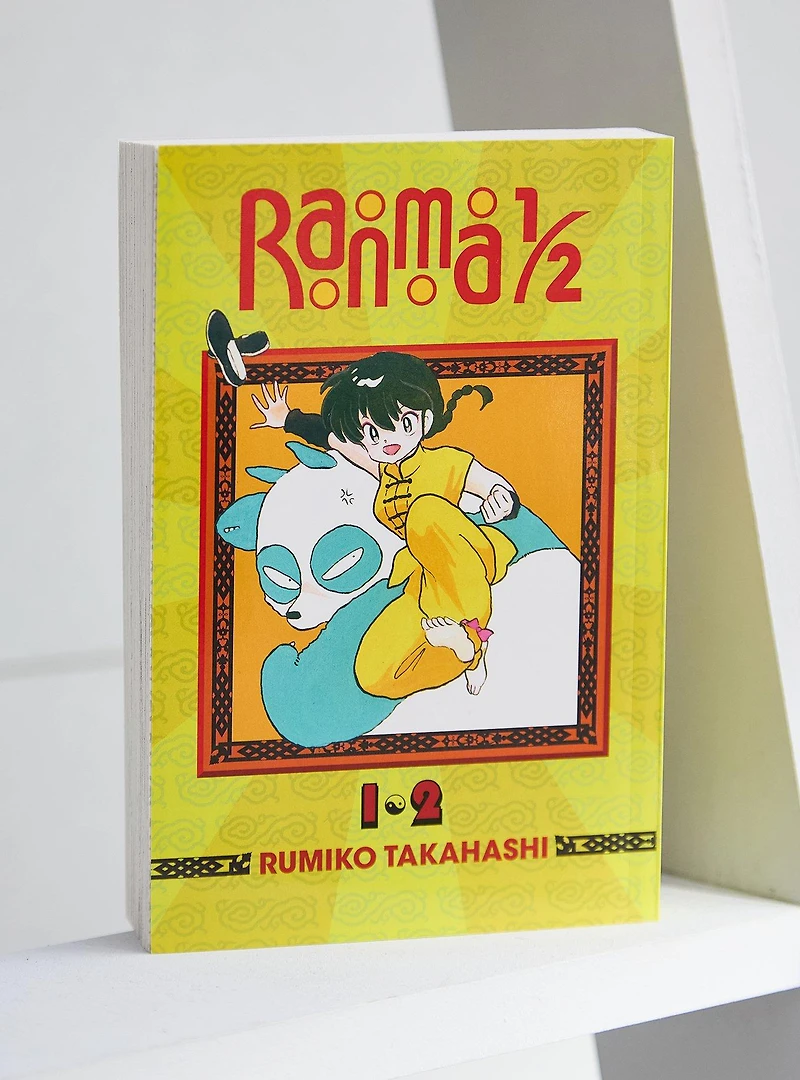 Ranma 1/2
1 2
RUMIKO TAKAHASHI